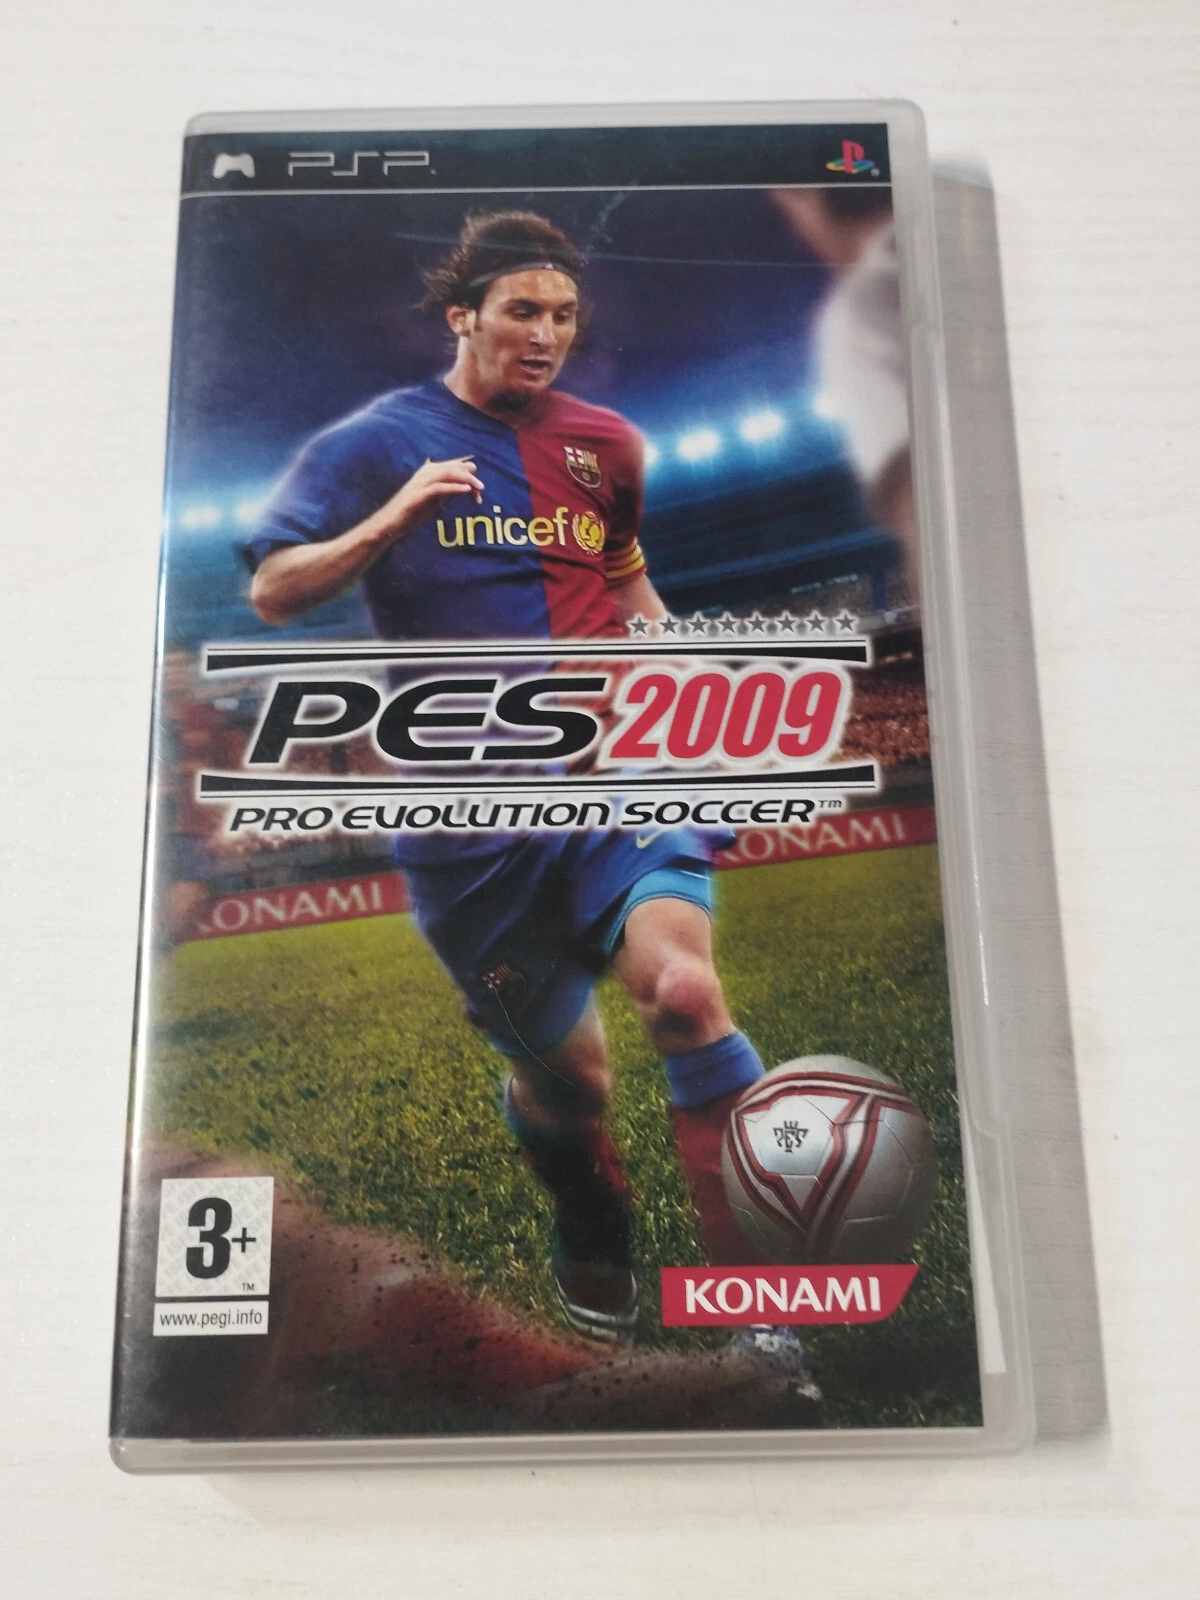 PSP
unicef
PES 2009
PRO EVOLUTION SOCCER™
KONAMI
KONAMI
3+
™
www.pegi.info
KONAMI